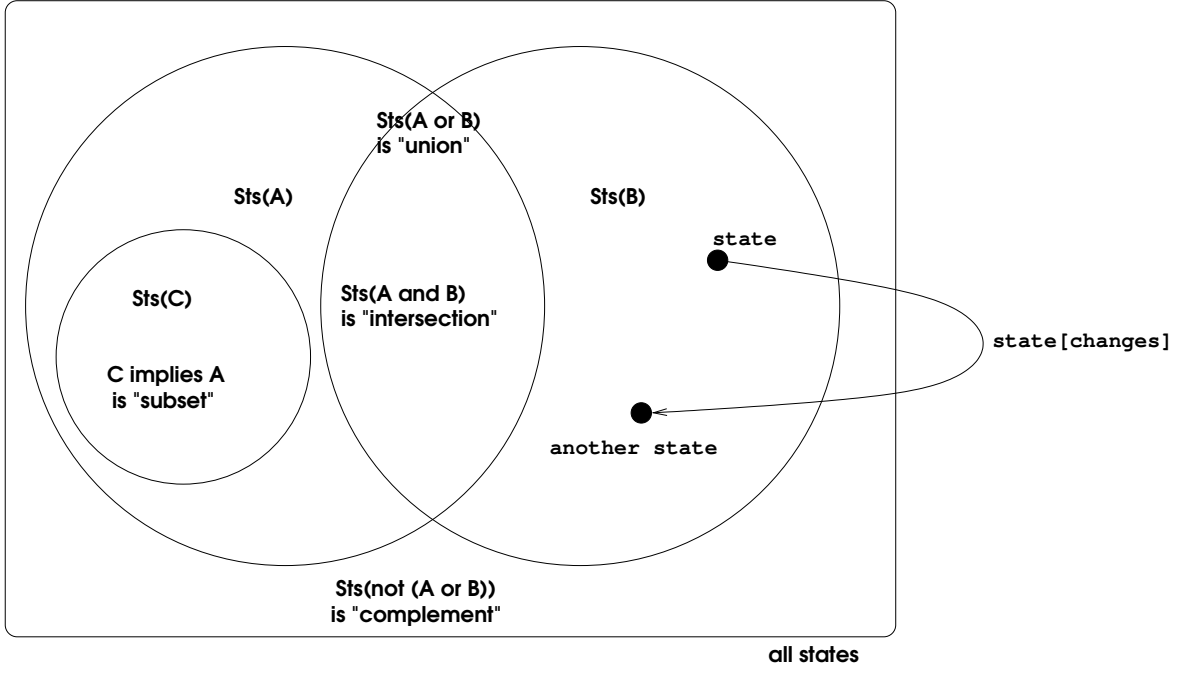 Sts(A or B)
is "union"
Sts(A)
Sts(B)
state
Sts(C)
Sts(A and B)
is "intersection"
state[changes]
C implies A
is "subset"
another state
Sts(not (A or B))
is "complement"
all states